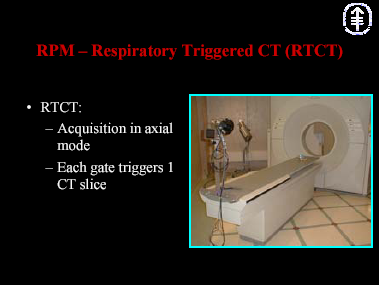 RPM – Respiratory Triggered CT (RTCT)
• RTCT:
– Acquisition in axial
mode
– Each gate triggers 1
CT slice